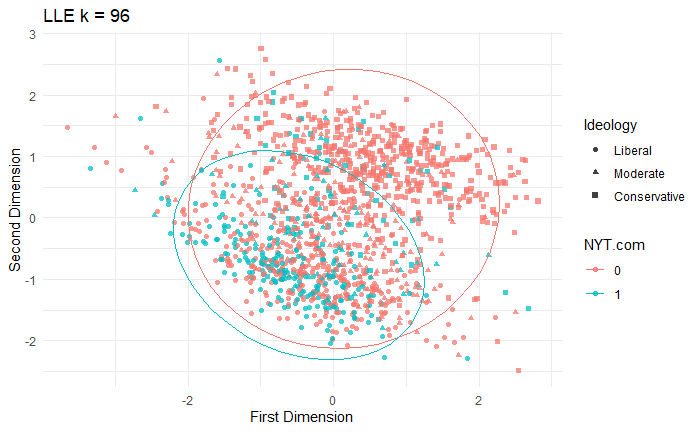 LLE k = 96
3
2
1
0
-1
-2
Second Dimension
-2
0
2
First Dimension
Ideology
Liberal
Moderate
Conservative
NYT.com
0
1